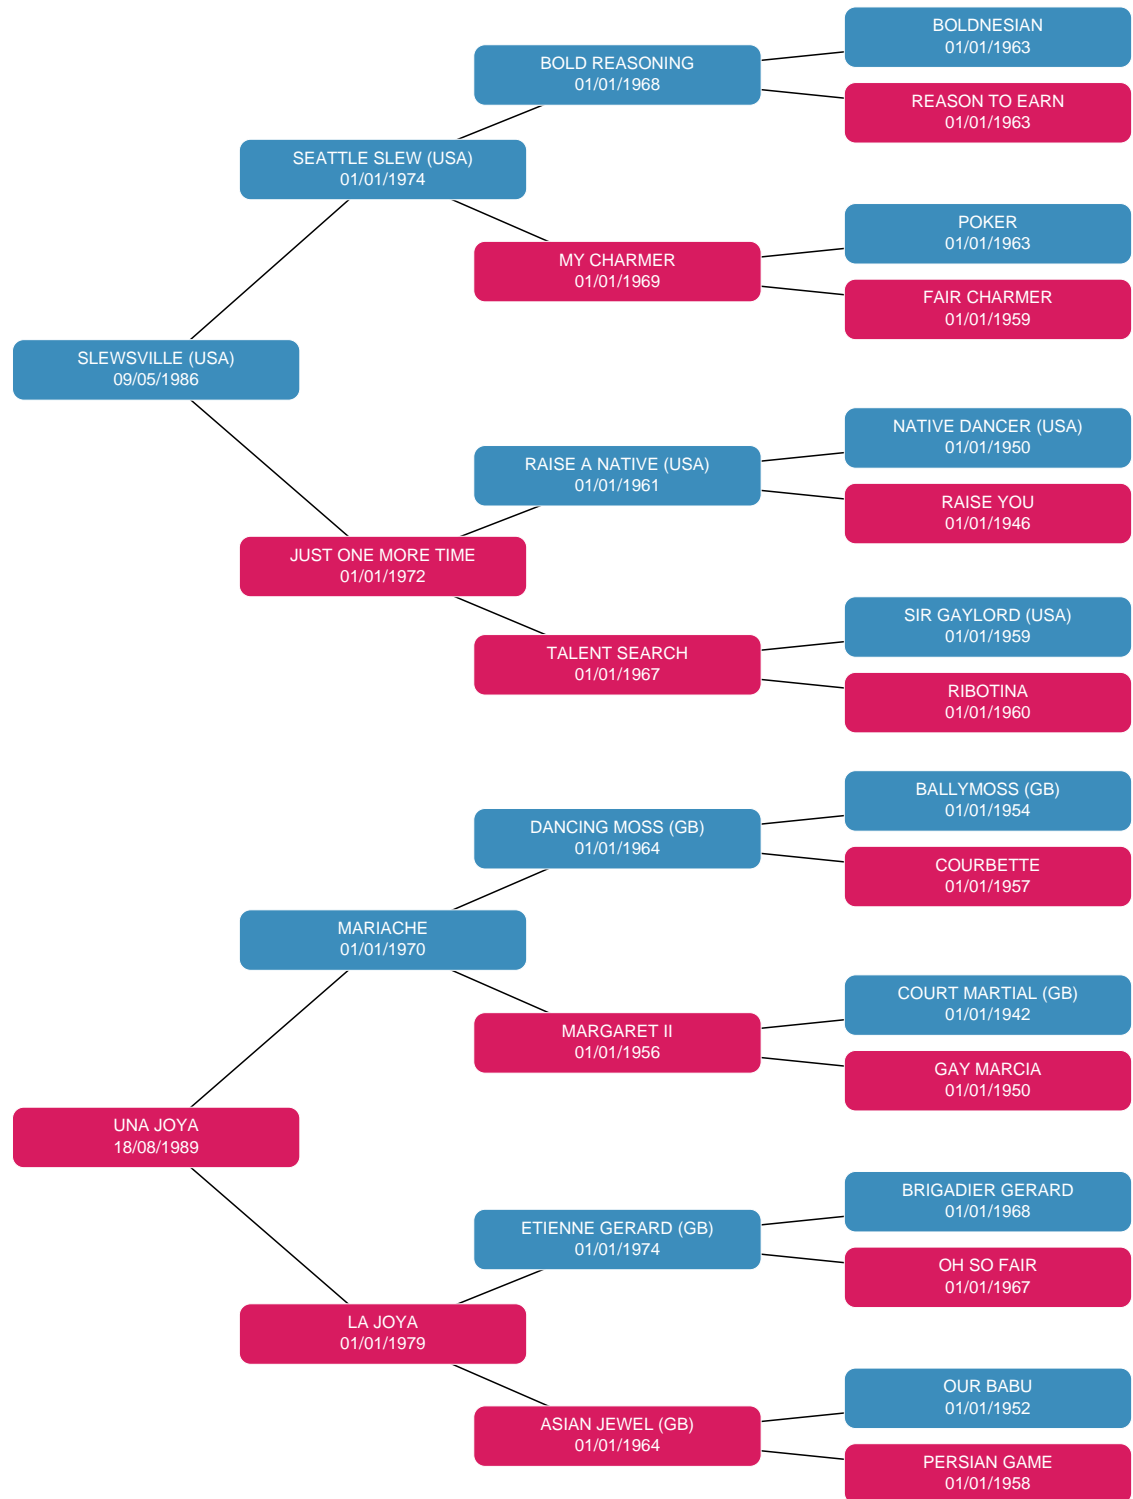 BOLDNESIAN
01/01/1963
BOLD REASONING
01/01/1968
REASON TO EARN
01/01/1963
SEATTLE SLEW (USA)
01/01/1974
POKER
01/01/1963
MY CHARMER
01/01/1969
FAIR CHARMER
01/01/1959
SLEWSVILLE (USA)
09/05/1986
NATIVE DANCER (USA)
01/01/1950
RAISE A NATIVE (USA)
01/01/1961
RAISE YOU
01/01/1946
JUST ONE MORE TIME
01/01/1972
SIR GAYLORD (USA)
01/01/1959
TALENT SEARCH
01/01/1967
RIBOTINA
01/01/1960
BALLYMOSS (GB)
01/01/1954
DANCING MOSS (GB)
01/01/1964
COURBETTE
01/01/1957
MARIACHE
01/01/1970
COURT MARTIAL (GB)
01/01/1942
MARGARET II
01/01/1956
GAY MARCIA
01/01/1950
UNA JOYA
18/08/1989
BRIGADIER GERARD
01/01/1968
ETIENNE GERARD (GB)
01/01/1974
OH SO FAIR
01/01/1967
LA JOYA
01/01/1979
OUR BABU
01/01/1952
ASIAN JEWEL (GB)
01/01/1964
PERSIAN GAME
01/01/1958